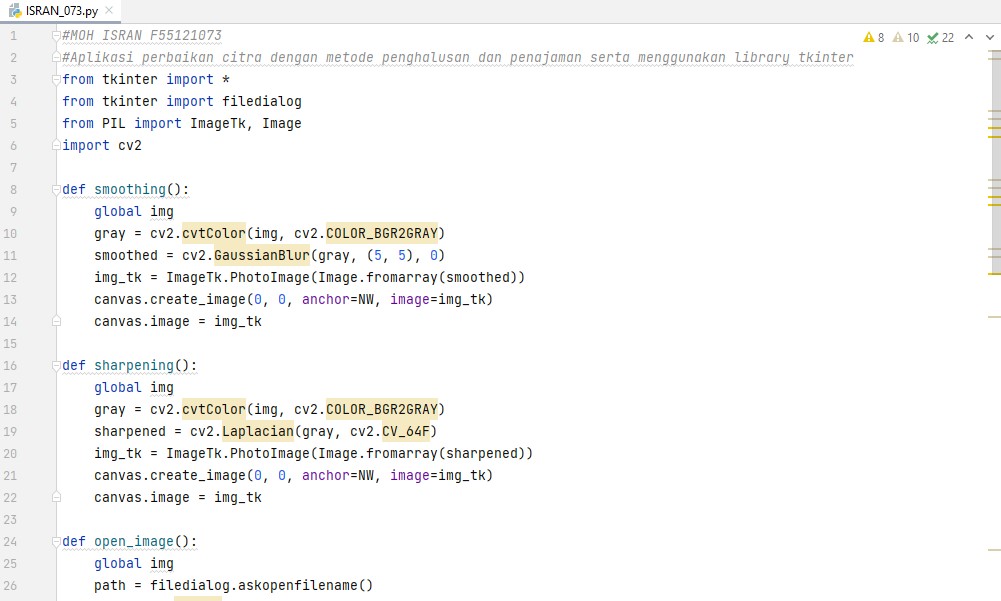 ISRAN_073.py
8 10 22
1 #MOH ISRAN F55121073
2 #Aplikasi perbaikan citra dengan metode penghalusan dan penajaman serta menggunakan library tkinter
3 from tkinter import *
4 from tkinter import filedialog
5 from PIL import ImageTk, Image
6 import cv2
7
8 def smoothing():
9     global img
10     gray = cv2.cvtColor(img, cv2.COLOR_BGR2GRAY)
11     smoothed = cv2.GaussianBlur(gray, (5, 5), 0)
12     img_tk = ImageTk.PhotoImage(Image.fromarray(smoothed))
13     canvas.create_image(0, 0, anchor=NW, image=img_tk)
14     canvas.image = img_tk
15
16 def sharpening():
17     global img
18     gray = cv2.cvtColor(img, cv2.COLOR_BGR2GRAY)
19     sharpened = cv2.Laplacian(gray, cv2.CV_64F)
20     img_tk = ImageTk.PhotoImage(Image.fromarray(sharpened))
21     canvas.create_image(0, 0, anchor=NW, image=img_tk)
22     canvas.image = img_tk
23
24 def open_image():
25     global img
26     path = filedialog.askopenfilename()